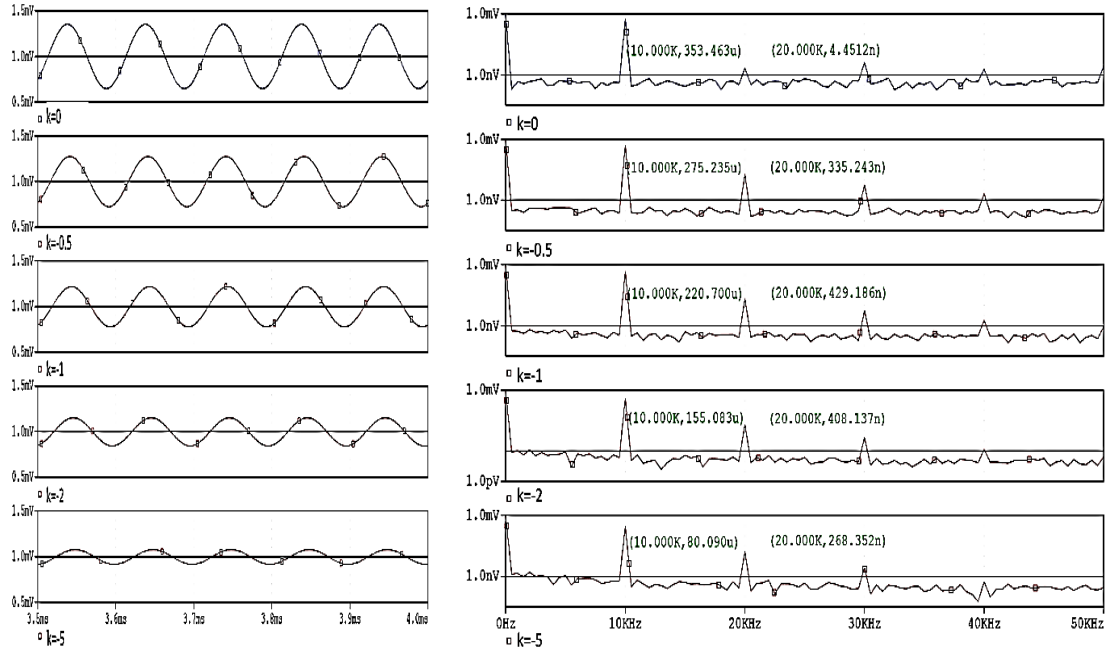 1.5mV
1.0mV
0.5mV
k=0
1.5mV
1.0mV
0.5mV
k=-0.5
1.5mV
1.0mV
0.5mV
k=-1
1.5mV
1.0mV
0.5mV
k=-2
1.5mV
1.0mV
0.5mV
3.5ms 3.6ms 3.7ms 3.8ms 3.9ms 4.0ms
k=-5
1.0mV
(10.000K,353.463u) (20.000K,4.4512n)
1.0nV
k=0
1.0mV
(10.000K,275.235u) (20.000K,335.243n)
1.0nV
k=-0.5
1.0mV
(10.000K,220.700u) (20.000K,429.186n)
1.0nV
k=-1
1.0mV
(10.000K,155.083u) (20.000K,408.137n)
1.0pV
k=-2
1.0mV
(10.000K,80.090u) (20.000K,268.352n)
1.0nV
0Hz 10KHz 20KHz 30KHz 40KHz 50KHz
k=-5